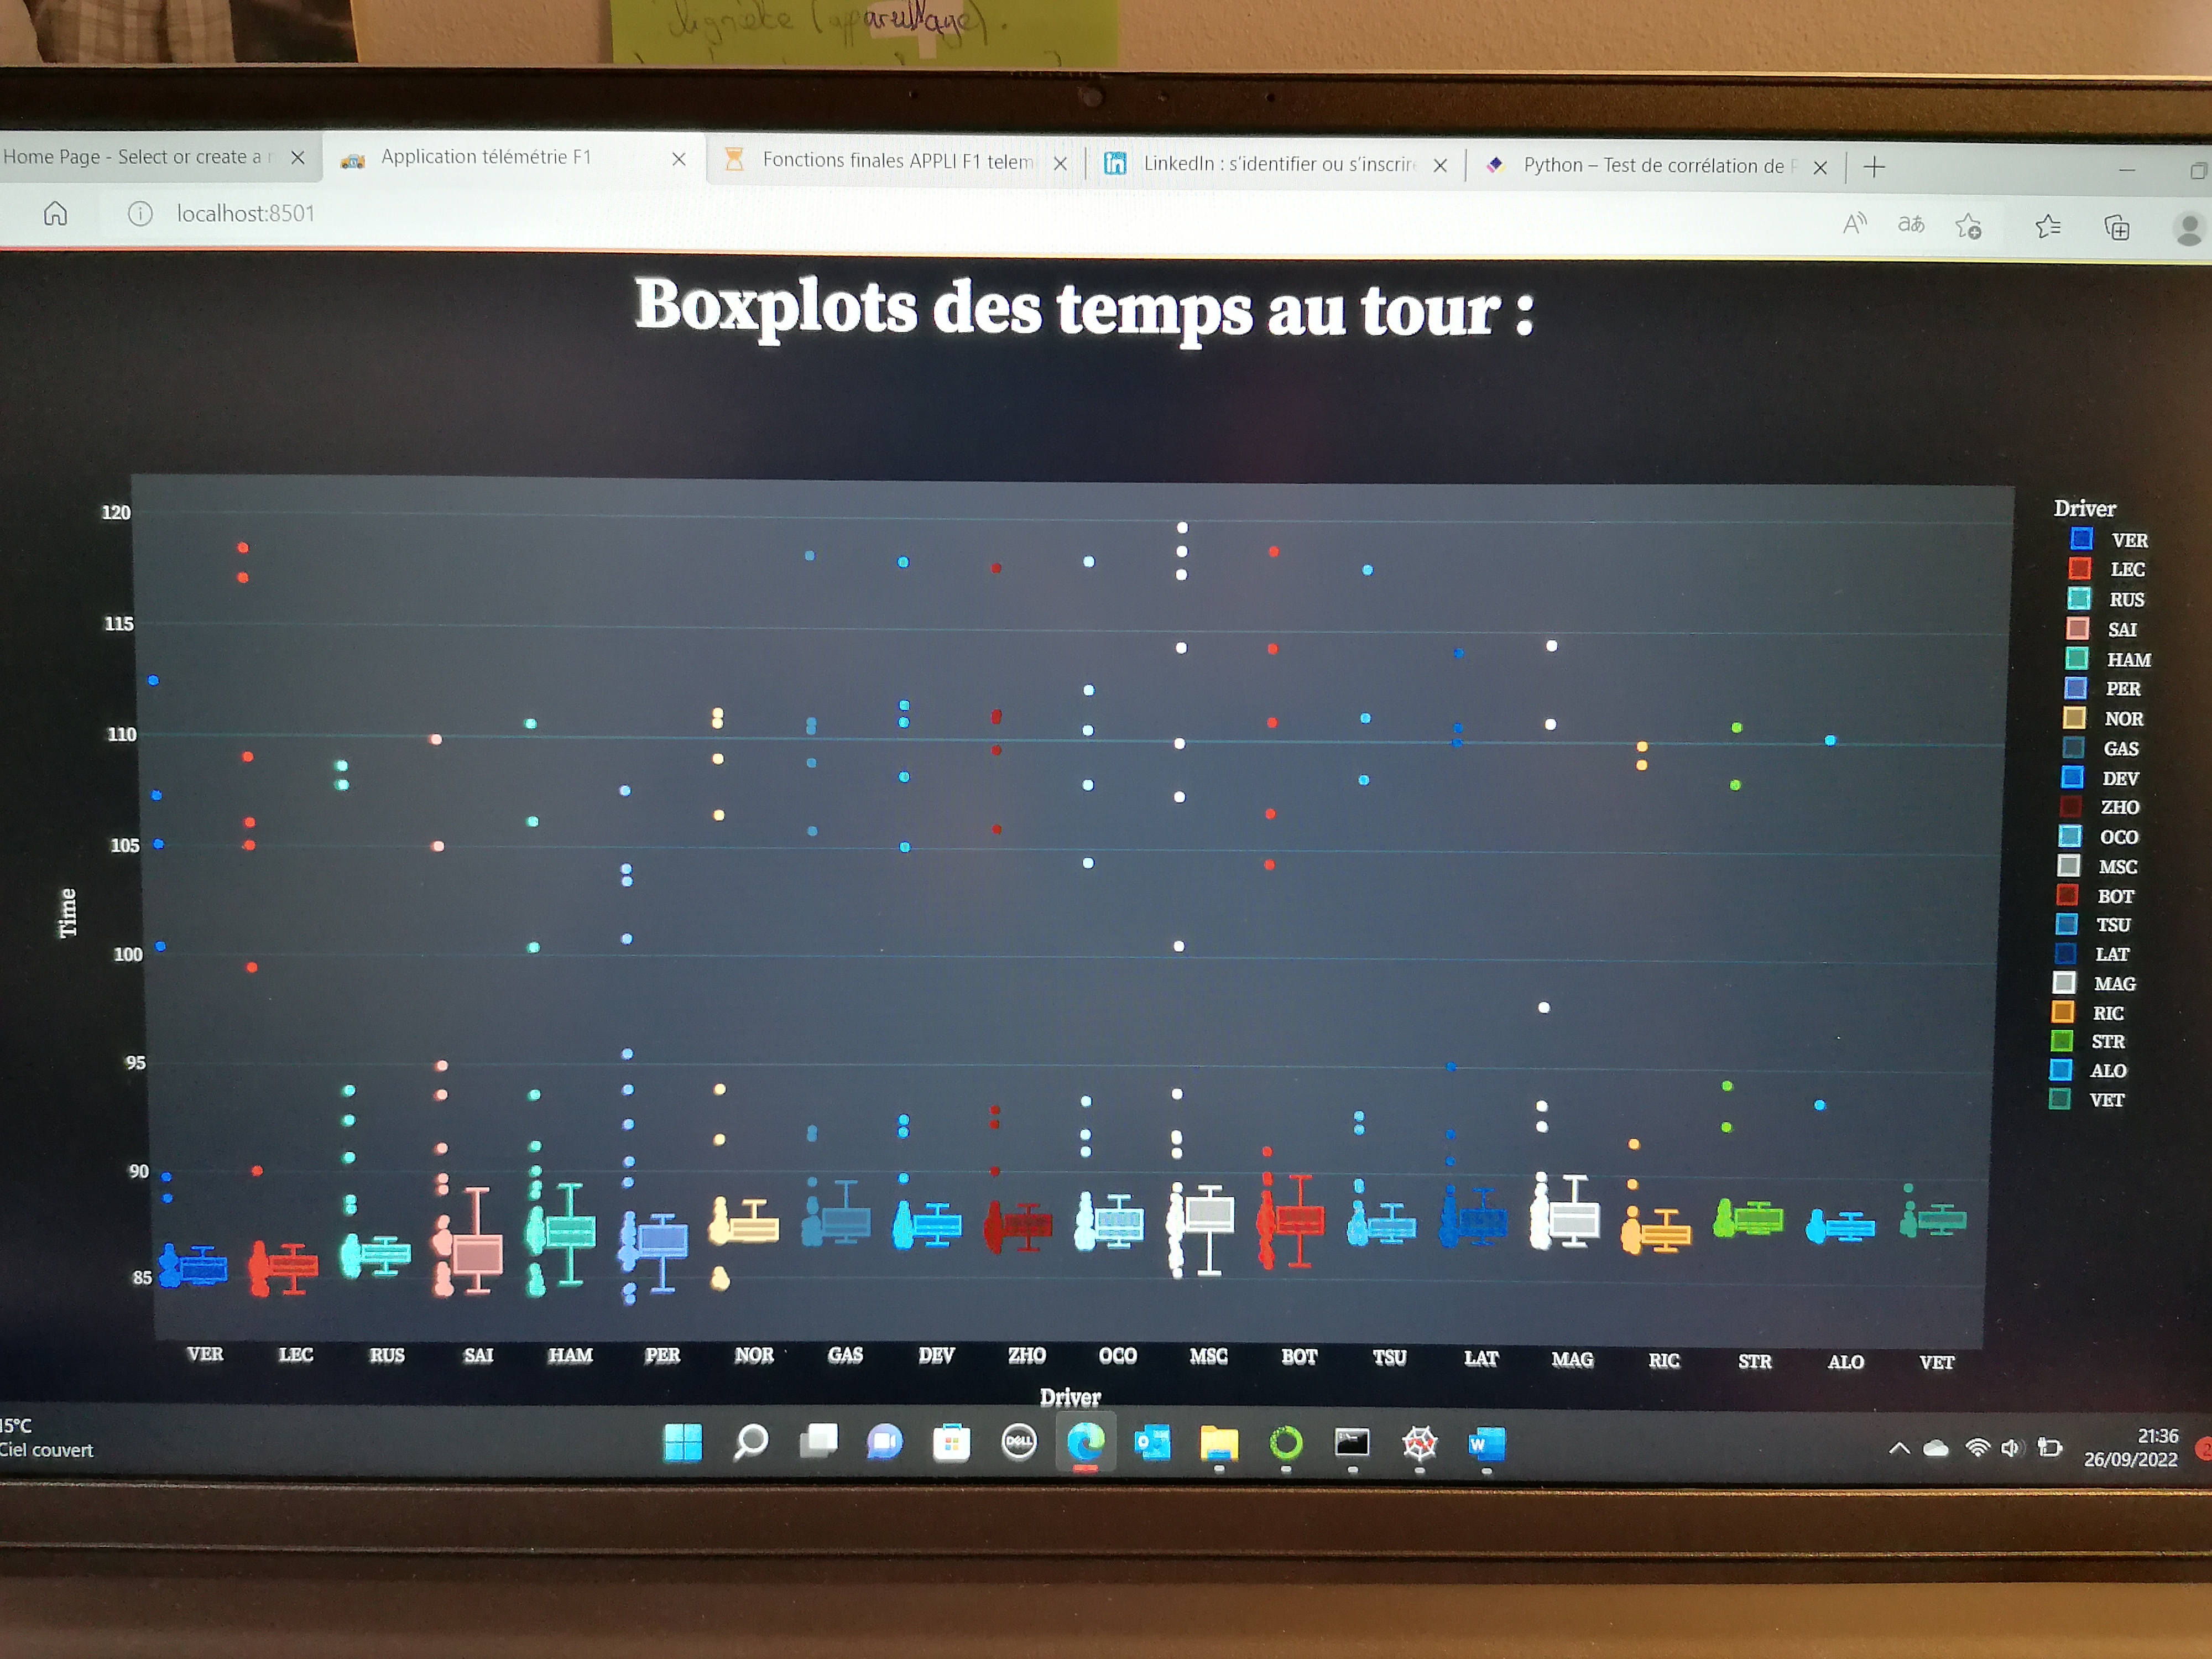 lignète (appareillage).
Home Page - Select or create a
Application télémétrie F1
Fonctions finales APPLI F1 telem
LinkedIn : s'identifier ou s'inscrire
Python – Test de corrélation de
localhost:8501
Boxplots des temps au tour :
120
115
110
105
100
95
90
85
Time
VER LEC RUS SAI HAM PER NOR GAS DEV ZHO OCO MSC BOT TSU LAT MAG RIC STR ALO VET
Driver
Driver
VER
LEC
RUS
SAI
HAM
PER
NOR
GAS
DEV
ZHO
OCO
MSC
BOT
TSU
LAT
MAG
RIC
STR
ALO
VET
15°C
Ciel couvert
DELL
21:36
26/09/2022
2